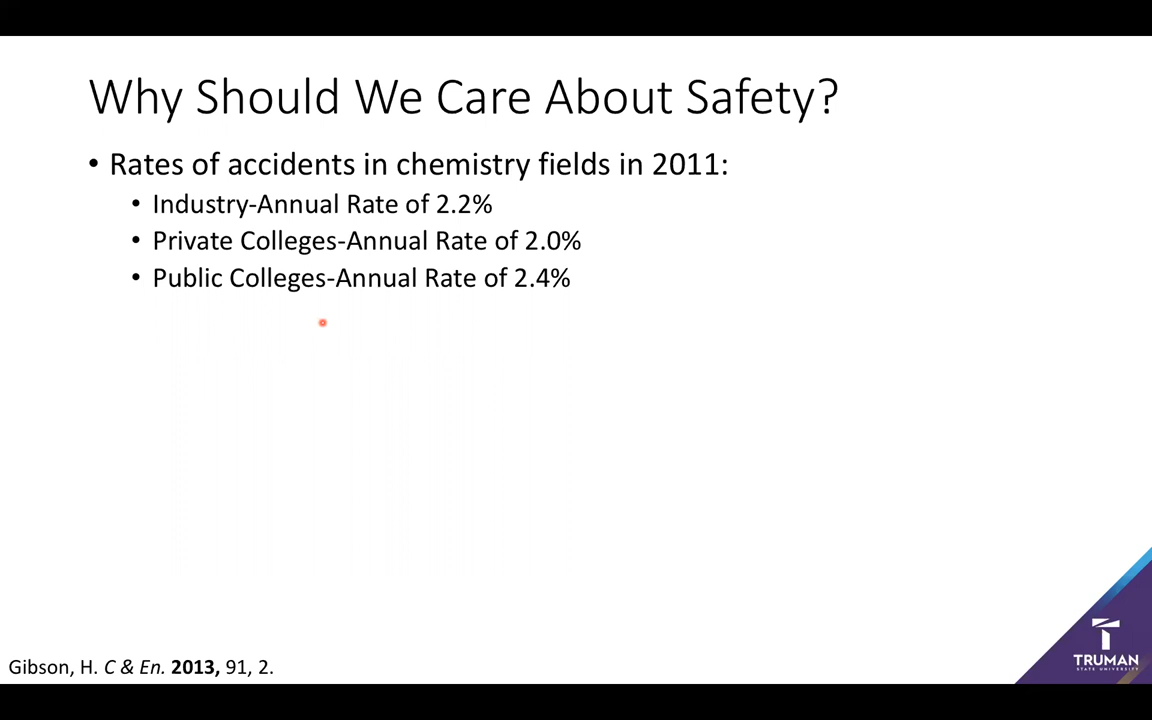 Why Should We Care About Safety?
• Rates of accidents in chemistry fields in 2011:
• Industry-Annual Rate of 2.2%
• Private Colleges-Annual Rate of 2.0%
• Public Colleges-Annual Rate of 2.4%
Gibson, H. C & En. 2013, 91, 2.
TRUMAN
STATE UNIVERSITY